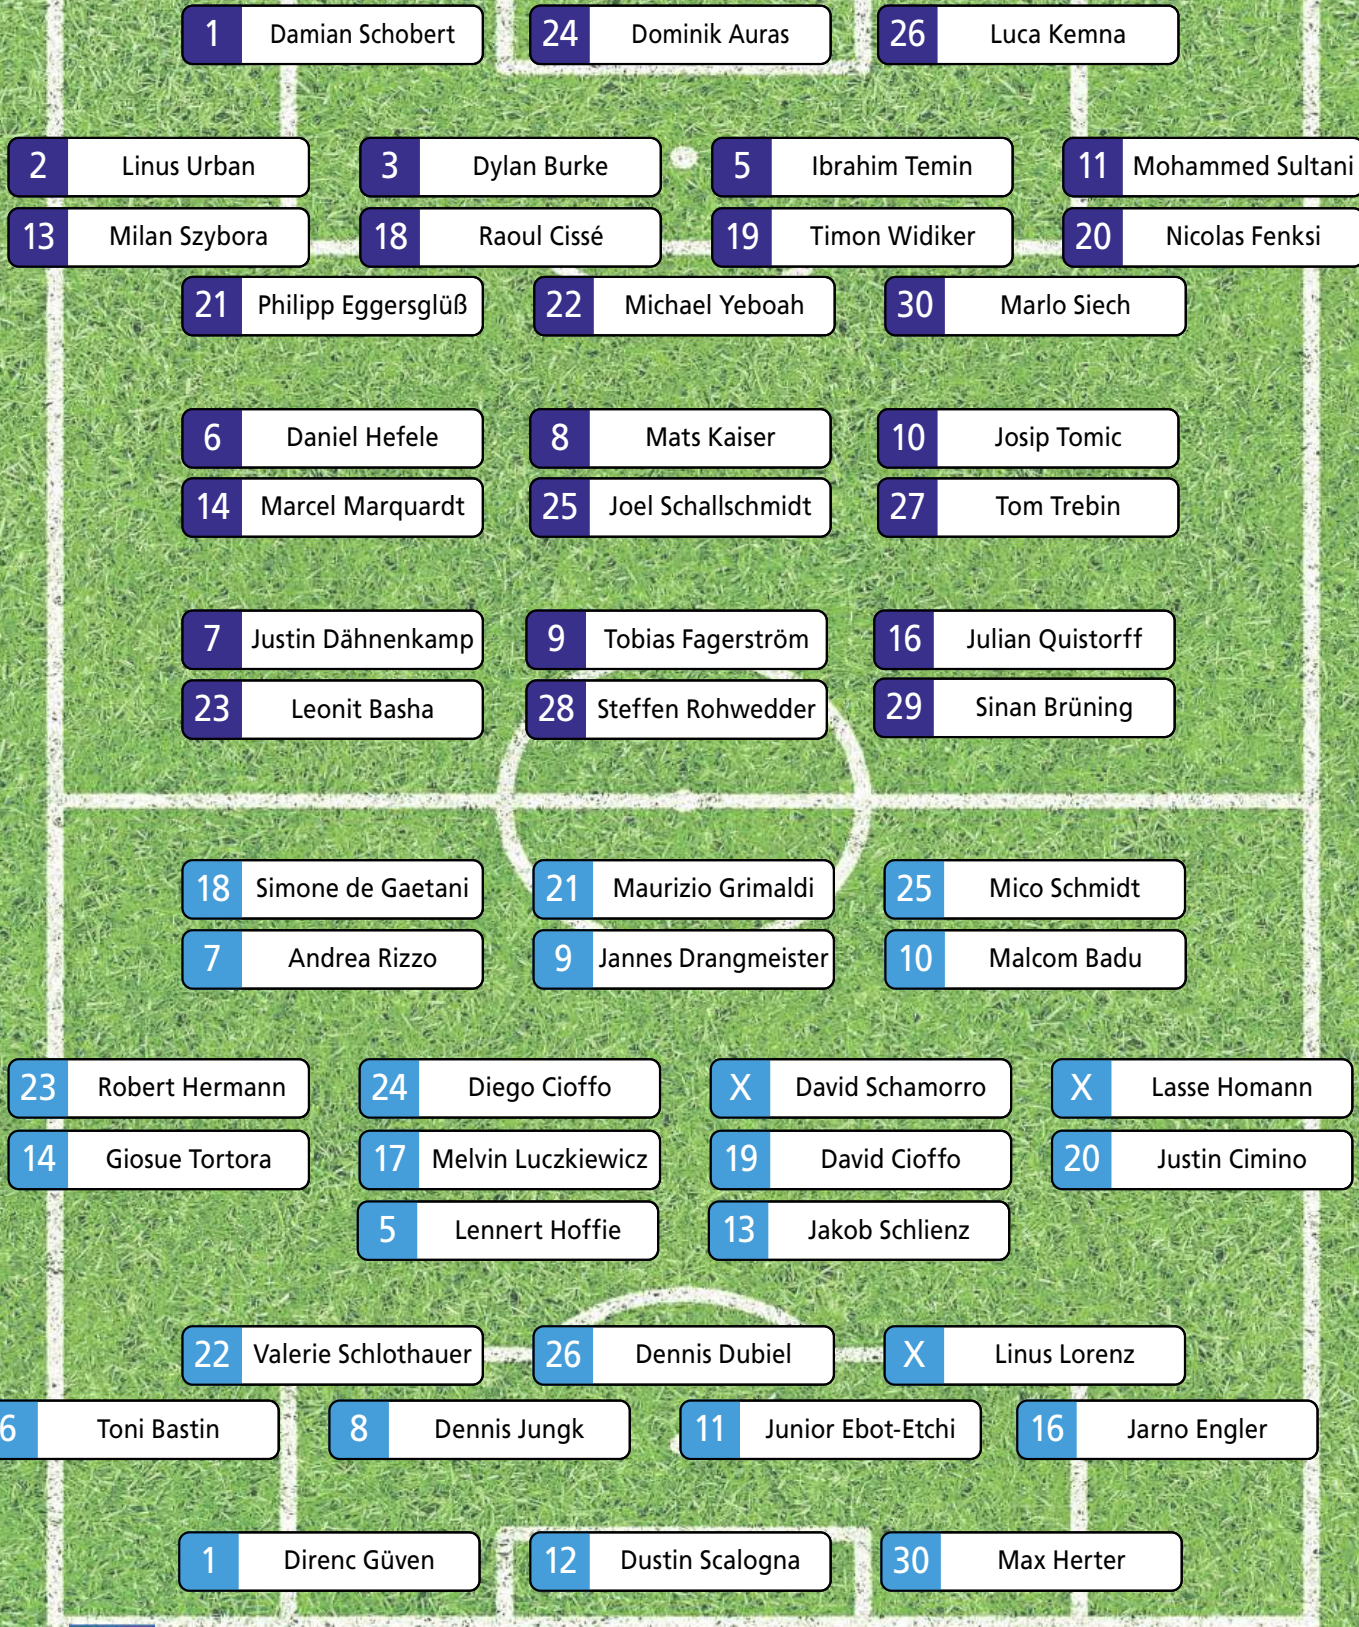 1 Damian Schobert 24 Dominik Auras 26 Luca Kemna
2 Linus Urban 3 Dylan Burke 5 Ibrahim Temin 11 Mohammed Sultani
13 Milan Szybora 18 Raoul Cissé 19 Timon Widiker 20 Nicolas Fenksi
21 Philipp Eggersglüß 22 Michael Yeboah 30 Marlo Siech
6 Daniel Hefele 8 Mats Kaiser 10 Josip Tomic
14 Marcel Marquardt 25 Joel Schallschmidt 27 Tom Trebin
7 Justin Dähnenkamp 9 Tobias Fagerström 16 Julian Quistorff
23 Leonit Basha 28 Steffen Rohwedder 29 Sinan Brüning
18 Simone de Gaetani 21 Maurizio Grimaldi 25 Mico Schmidt
7 Andrea Rizzo 9 Jannes Drangmeister 10 Malcom Badu
23 Robert Hermann 24 Diego Cioffo X David Schamorro X Lasse Homann
14 Giosue Tortora 17 Melvin Luczkiewicz 19 David Cioffo 20 Justin Cimino
5 Lennert Hoffie 13 Jakob Schlienz
22 Valerie Schlothauer 26 Dennis Dubiel X Linus Lorenz
6 Toni Bastin 8 Dennis Jungk 11 Junior Ebot-Etchi 16 Jarno Engler
1 Direnc Güven 12 Dustin Scalogna 30 Max Herter